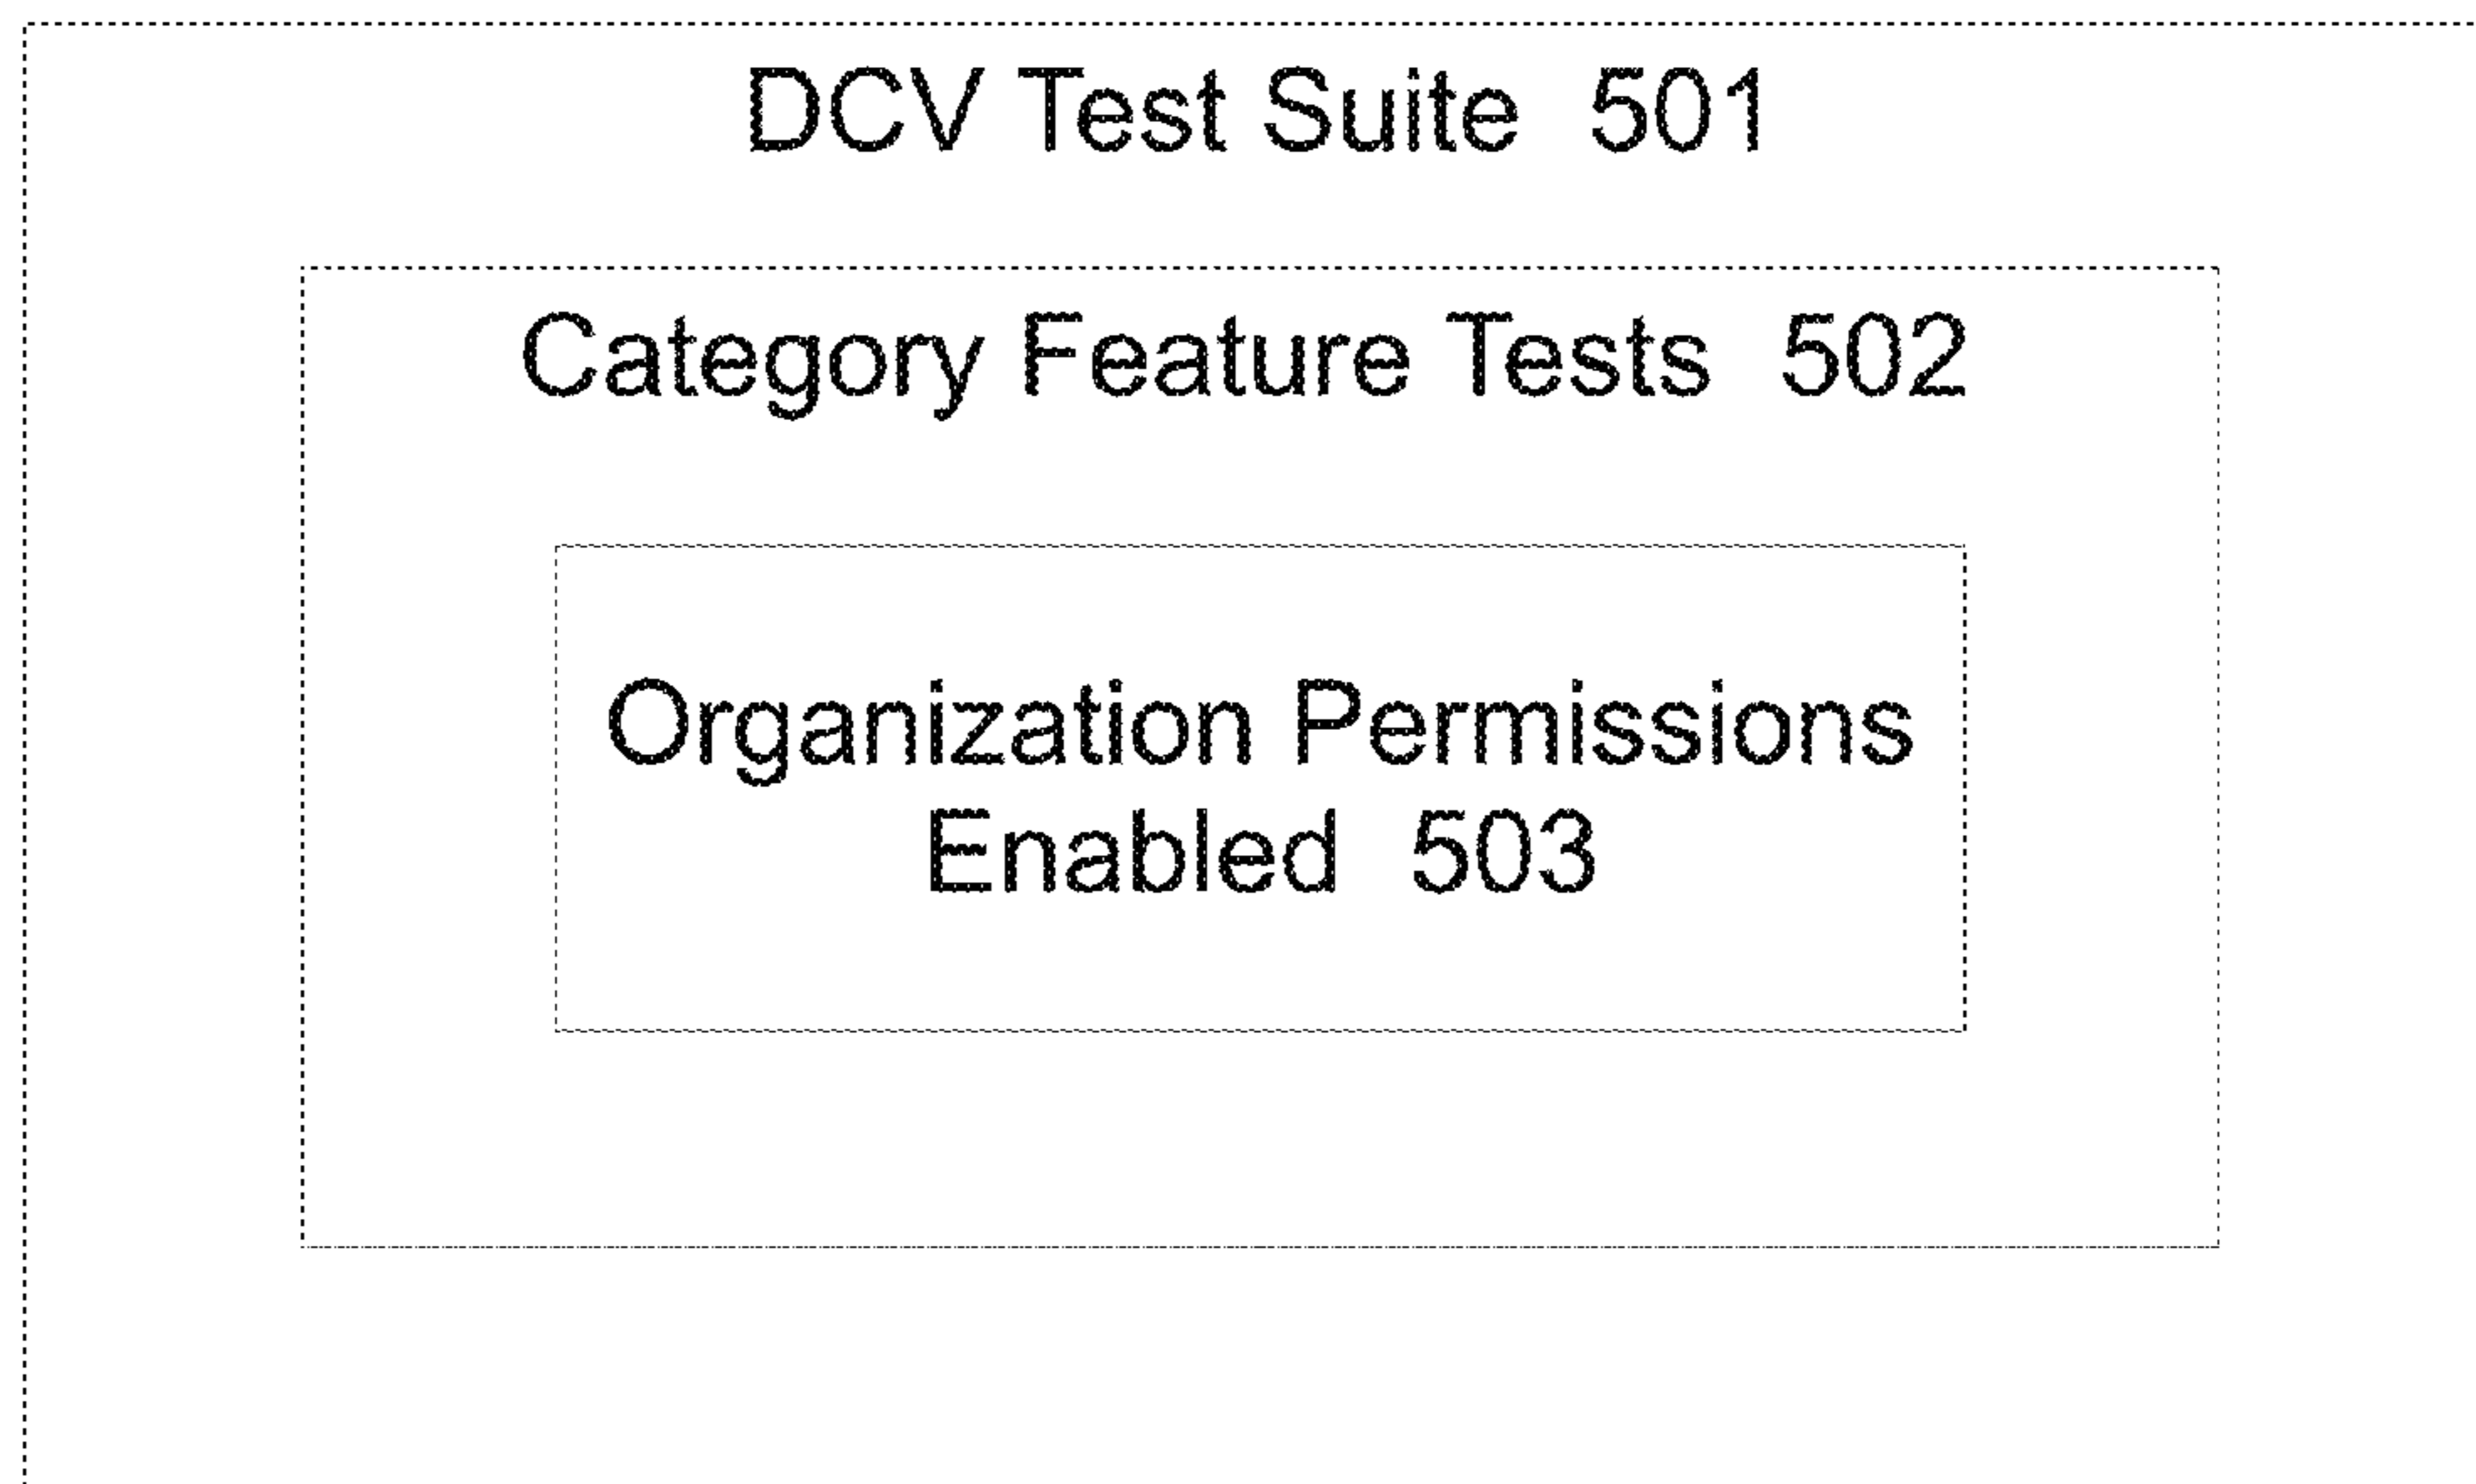 DCV Test Suite 501
Category Feature Tests 502
Organization Permissions
Enabled 503